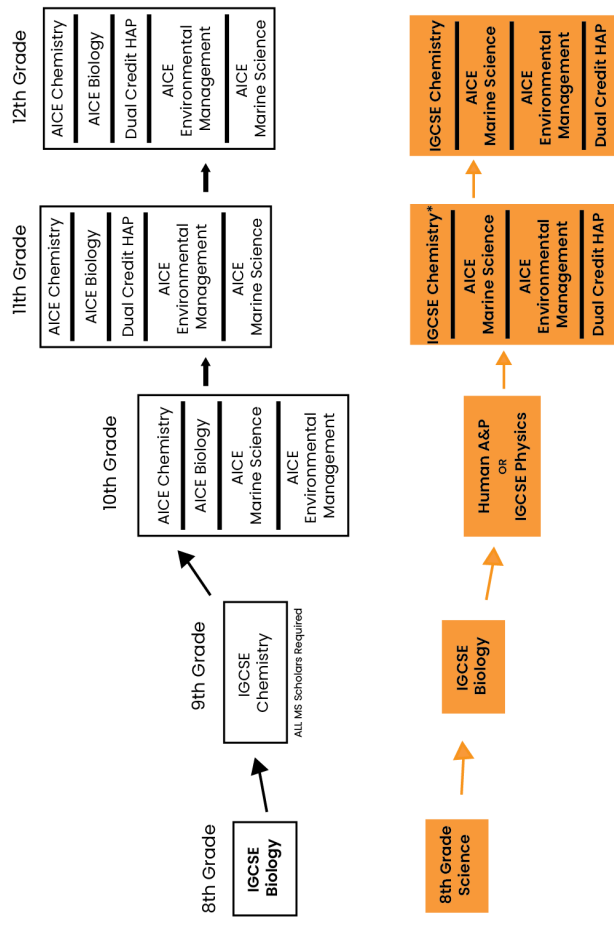 8th Grade
9th Grade
10th Grade
11th Grade
12th Grade
IGCSE
Biology
IGCSE
Chemistry
ALL MS Scholars Required
AICE Chemistry
AICE Biology
AICE
Marine Science
AICE
Environmental
Management
AICE Chemistry
AICE Biology
Dual Credit HAP
AICE
Environmental
Management
AICE
Marine Science
AICE Chemistry
AICE Biology
Dual Credit HAP
AICE
Environmental
Management
AICE
Marine Science
8th Grade
Science
IGCSE
Biology
Human A&P
OR
IGCSE Physics
IGCSE Chemistry*
AICE
Marine Science
AICE
Environmental
Management
Dual Credit HAP
IGCSE Chemistry
AICE
Marine Science
AICE
Environmental
Management
Dual Credit HAP